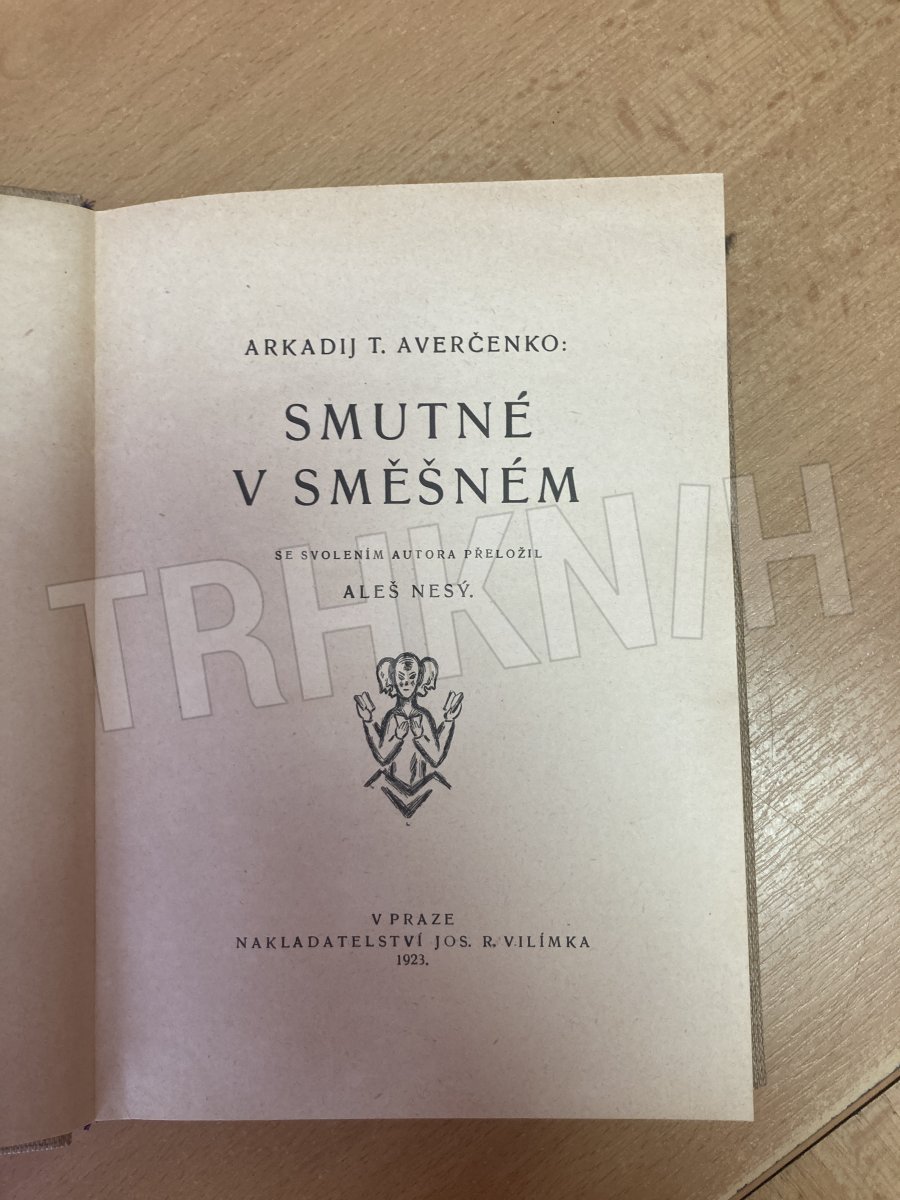 ARKADIJ T. AVERČENKO:
SMUTNÉ
V SMĚŠNÉM
SE SVOLENÍM AUTORA PŘELOŽIL
ALEŠ NESÝ.
TRHKNIH
V PRAZE
NAKLADATELSTVÍ JOS. R. VILÍMKA
1923.